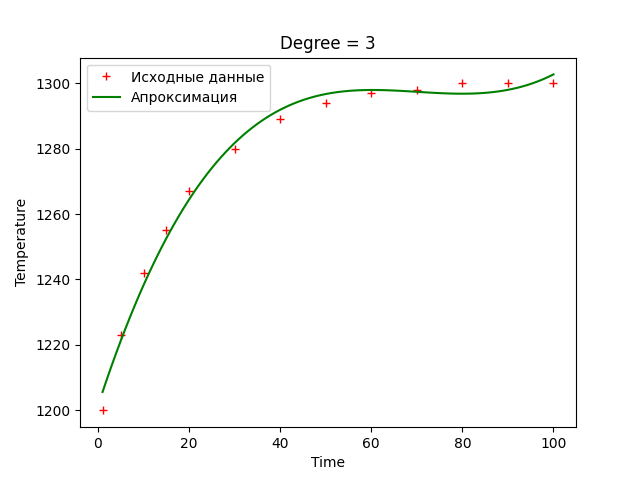 Degree = 3
Исходные данные
Апроксимация
1300
1280
1260
1240
1220
1200
Temperature
0 20 40 60 80 100
Time